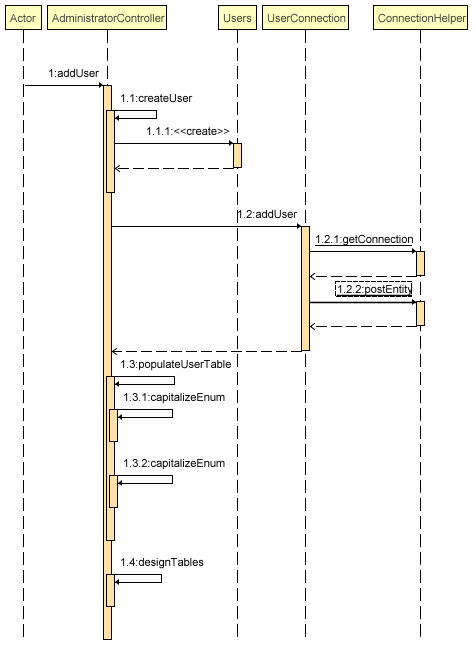 Actor AdministratorController Users UserConnection ConnectionHelper
1:addUser
1.1:createUser
1.1.1:<<create>>
1.2:addUser
1.2.1:getConnection
1.2.2:postEntity
1.3:populateUserTable
1.3.1:capitalizeEnum
1.3.2:capitalizeEnum
1.4:designTables